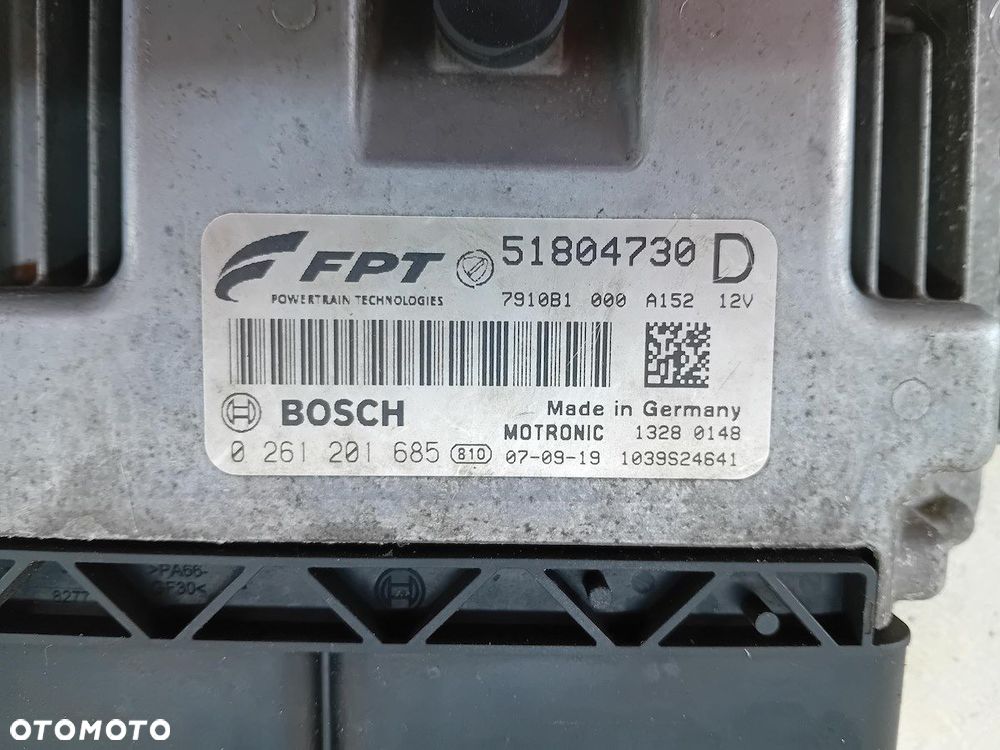 FPT 51804730 D
POWERTRAIN TECHNOLOGIES 7910B1 000 A152 12V
BOSCH Made in Germany
MOTRONIC 1328 0148
0 261 201 685 810 07-09-19 1039S24641
>PA66-
GF30<
8277
OTOMOTO